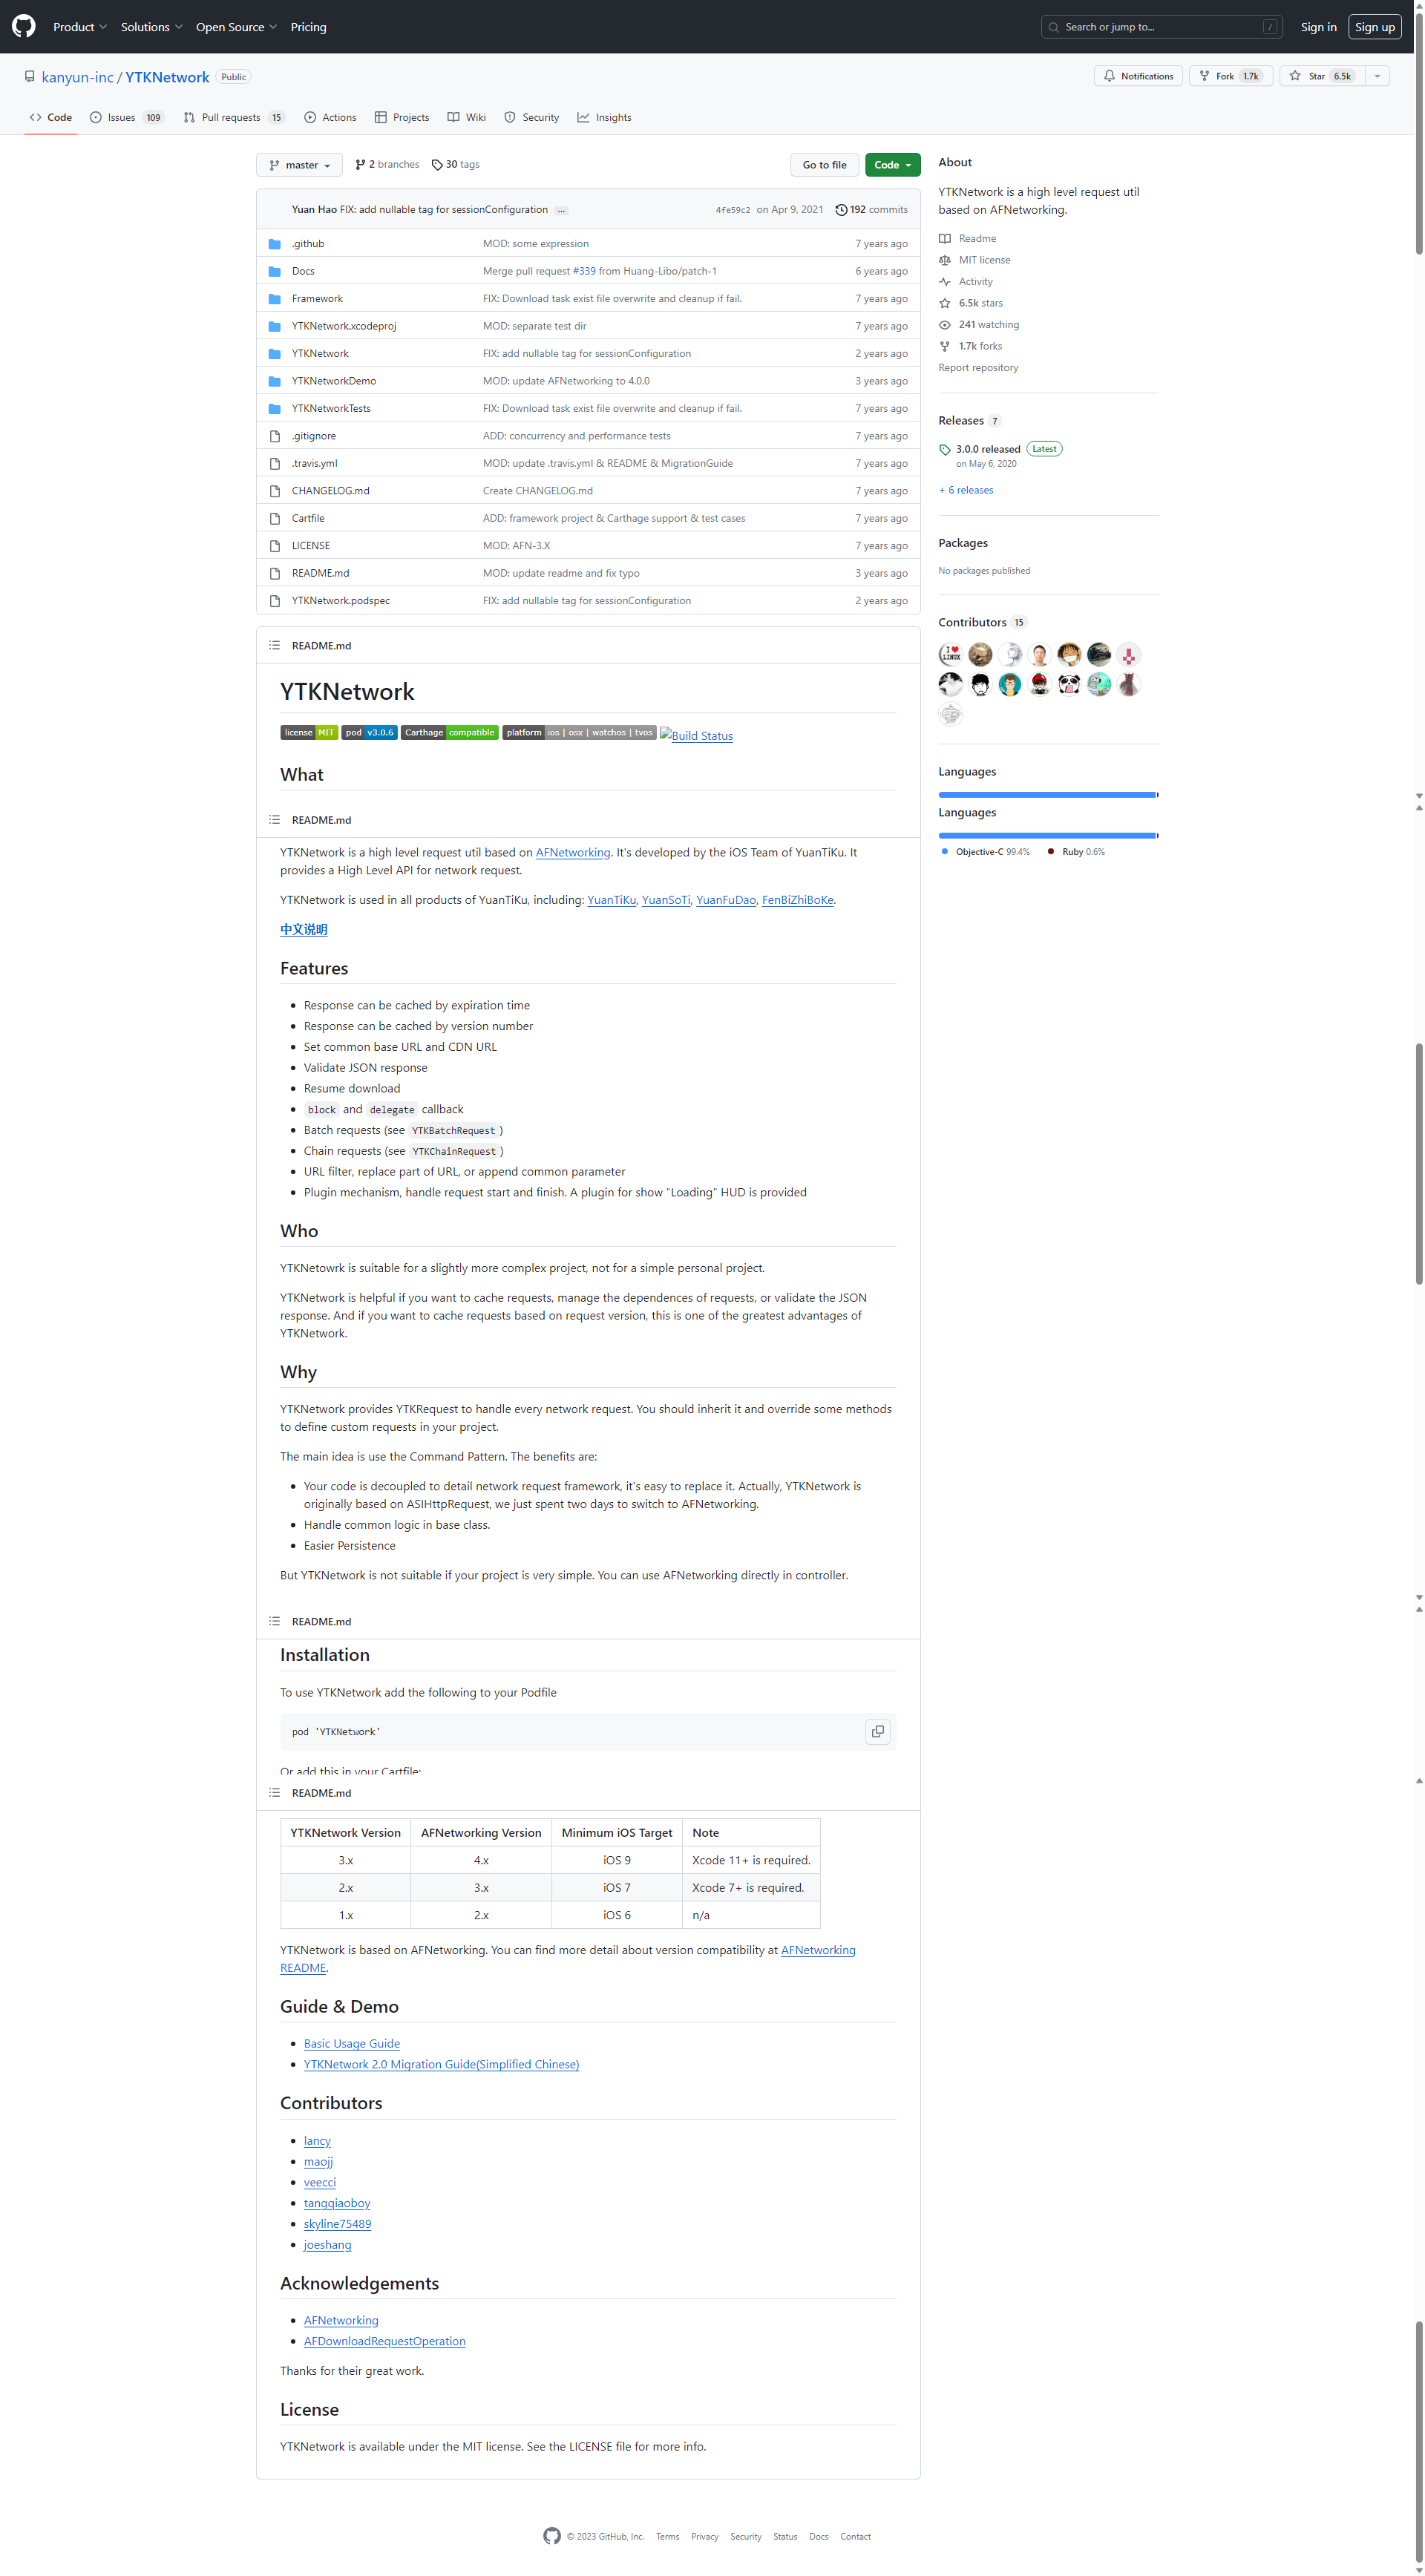 Product Solutions Open Source Pricing Search or jump to... / Sign in Sign up
kanyun-inc / YTKNetwork Public Notifications Fork 1.7k Star 6.5k
Code Issues 109 Pull requests 15 Actions Projects Wiki Security Insights
master 2 branches 30 tags Go to file Code
Yuan Hao FIX: add nullable tag for sessionConfiguration ... 4fe59c2 on Apr 9, 2021 192 commits
.github MOD: some expression 7 years ago
Docs Merge pull request #339 from Huang-Libo/patch-1 6 years ago
Framework FIX: Download task exist file overwrite and cleanup if fail. 7 years ago
YTKNetwork.xcodeproj MOD: separate test dir 7 years ago
YTKNetwork FIX: add nullable tag for sessionConfiguration 2 years ago
YTKNetworkDemo MOD: update AFNetworking to 4.0.0 3 years ago
YTKNetworkTests FIX: Download task exist file overwrite and cleanup if fail. 7 years ago
.gitignore ADD: concurrency and performance tests 7 years ago
.travis.yml MOD: update .travis.yml & README & MigrationGuide 7 years ago
CHANGELOG.md Create CHANGELOG.md 7 years ago
Cartfile ADD: framework project & Carthage support & test cases 7 years ago
LICENSE MOD: AFN-3.X 7 years ago
README.md MOD: update readme and fix typo 3 years ago
YTKNetwork.podspec FIX: add nullable tag for sessionConfiguration 2 years ago
About
YTKNetwork is a high level request util
based on AFNetworking.
Readme
MIT license
Activity
6.5k stars
241 watching
1.7k forks
Report repository
Releases 7
3.0.0 released Latest
on May 6, 2020
+ 6 releases
Packages
No packages published
Contributors 15
I ❤ LINUX
Languages
Languages
Objective-C 99.4% Ruby 0.6%
README.md
YTKNetwork
license MIT pod v3.0.6 Carthage compatible platform ios | osx | watchos | tvos Build Status
What
README.md
YTKNetwork is a high level request util based on AFNetworking. It's developed by the iOS Team of YuanTiKu. It
provides a High Level API for network request.
YTKNetwork is used in all products of YuanTiKu, including: YuanTiKu, YuanSoTi, YuanFuDao, FenBiZhiBoKe.
中文说明
Features
Response can be cached by expiration time
Response can be cached by version number
Set common base URL and CDN URL
Validate JSON response
Resume download
block and delegate callback
Batch requests (see YTKBatchRequest )
Chain requests (see YTKChainRequest )
URL filter, replace part of URL, or append common parameter
Plugin mechanism, handle request start and finish. A plugin for show "Loading" HUD is provided
Who
YTKNetowrk is suitable for a slightly more complex project, not for a simple personal project.
YTKNetwork is helpful if you want to cache requests, manage the dependences of requests, or validate the JSON
response. And if you want to cache requests based on request version, this is one of the greatest advantages of
YTKNetwork.
Why
YTKNetwork provides YTKRequest to handle every network request. You should inherit it and override some methods
to define custom requests in your project.
The main idea is use the Command Pattern. The benefits are:
Your code is decoupled to detail network request framework, it's easy to replace it. Actually, YTKNetwork is
originally based on ASIHttpRequest, we just spent two days to switch to AFNetworking.
Handle common logic in base class.
Easier Persistence
But YTKNetwork is not suitable if your project is very simple. You can use AFNetworking directly in controller.
README.md
Installation
To use YTKNetwork add the following to your Podfile
pod 'YTKNetwork'
Or add this in your Cartfile:
README.md
YTKNetwork Version AFNetworking Version Minimum iOS Target Note
3.x 4.x iOS 9 Xcode 11+ is required.
2.x 3.x iOS 7 Xcode 7+ is required.
1.x 2.x iOS 6 n/a
YTKNetwork is based on AFNetworking. You can find more detail about version compatibility at AFNetworking
README.
Guide & Demo
Basic Usage Guide
YTKNetwork 2.0 Migration Guide(Simplified Chinese)
Contributors
lancy
maojj
veecci
tangqiaoboy
skyline75489
joeshang
Acknowledgements
AFNetworking
AFDownloadRequestOperation
Thanks for their great work.
License
YTKNetwork is available under the MIT license. See the LICENSE file for more info.
© 2023 GitHub, Inc. Terms Privacy Security Status Docs Contact